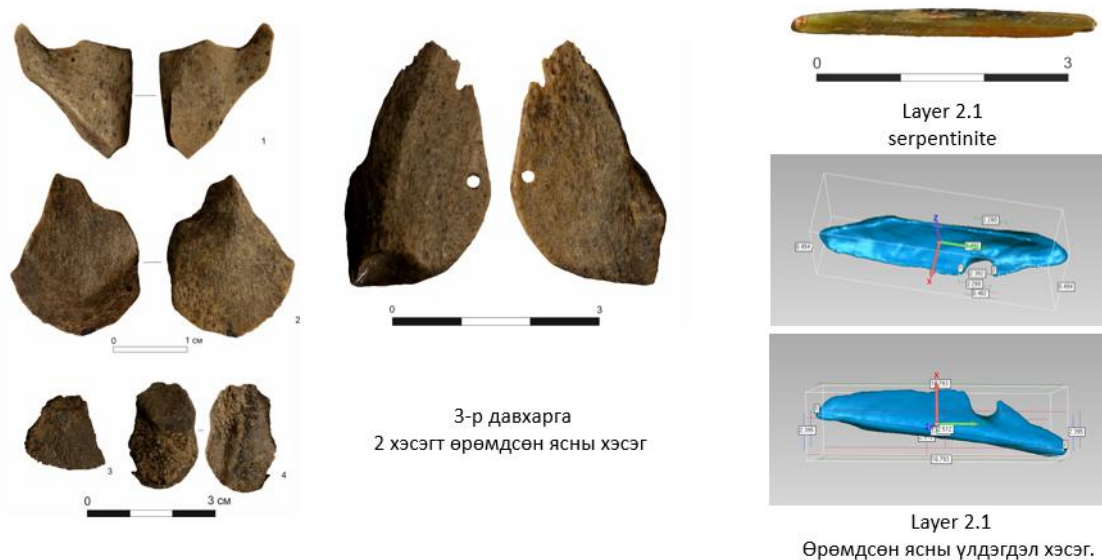 1
2
0 1 см
3
4
0 3 см
0 3
3-р давхарга
2 хэсэгт өрөмдсөн ясны хэсэг
0 3
Layer 2.1
serpentinite
Layer 2.1
Өрөмдсөн ясны үлдэгдэл хэсэг.